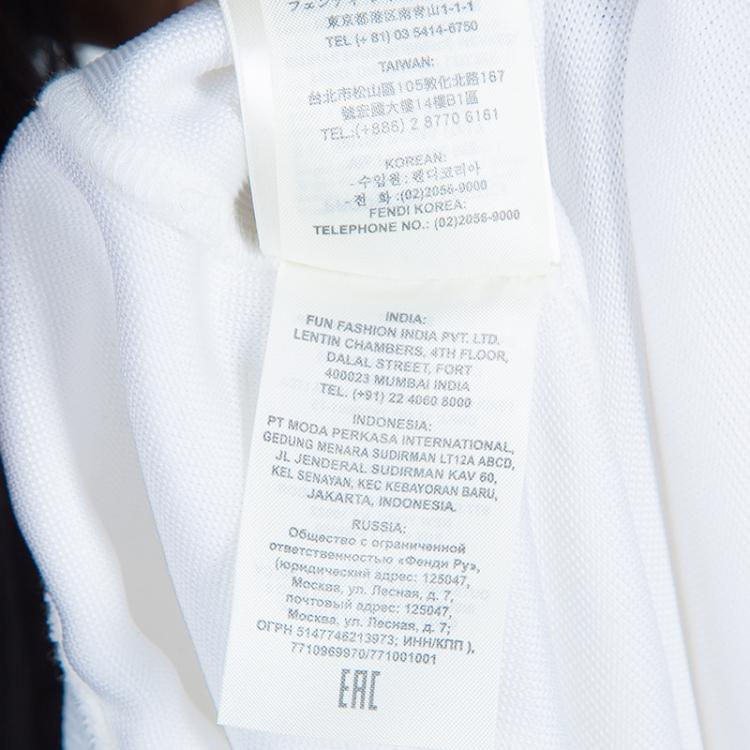 東京都港区南青山1-1-1
TEL (+ 81) 03 5414-6750
TAIWAN:
台北市松山區105敦化北路167
號宏國大樓14樓B1區
TEL.:(+886) 2 8770 6161
KOREAN:
- 수입원 : 펜디코리아
- 전 화 :(02)2056-9000
FENDI KOREA:
TELEPHONE NO.: (02)2056-9000
INDIA:
FUN FASHION INDIA PVT. LTD.
LENTIN CHAMBERS, 4TH FLOOR,
DALAL STREET, FORT
400023 MUMBAI INDIA
TEL. (+91) 22 4060 8000
INDONESIA:
PT MODA PERKASA INTERNATIONAL,
GEDUNG MENARA SUDIRMAN LT12A ABCD,
JL JENDERAL SUDIRMAN KAV 60,
KEL SENAYAN, KEC KEBAYORAN BARU,
JAKARTA, INDONESIA.
RUSSIA:
Общество с ограниченной
ответственностью «Фенди Ру»,
(юридический адрес: 125047,
Москва, ул. Лесная, д. 7,
почтовый адрес: 125047,
Москва, ул. Лесная, д. 7;
ОГРН 5147746213973; ИНН/КПП ),
7710969970/771001001
EAC